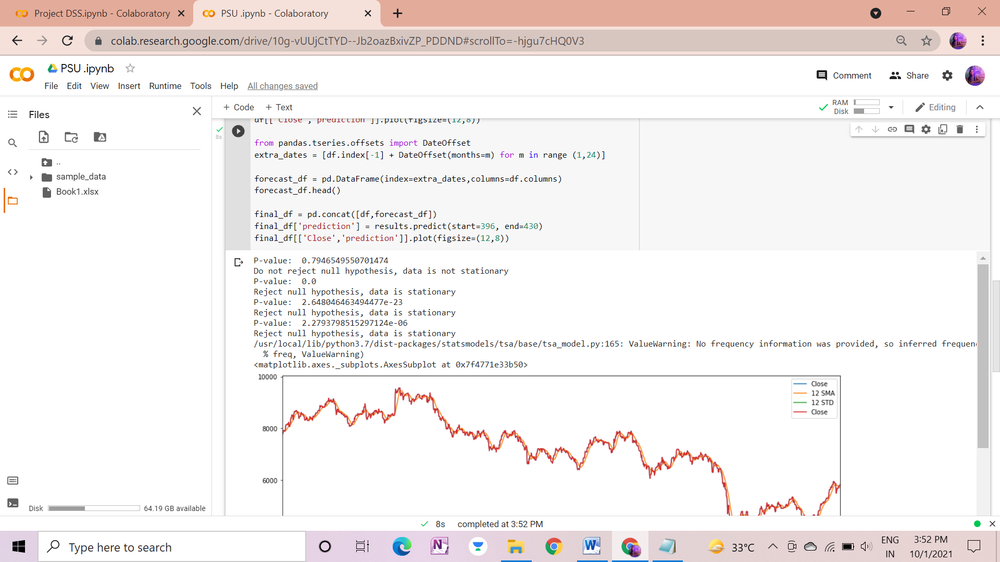 Project DSS.ipynb - Colaboratory
PSU .ipynb - Colaboratory
colab.research.google.com/drive/10g-vUUjCtTYD--Jb2oazBxivZP_PDDND#scrollTo=-hjgu7cHQ0V3
PSU .ipynb
File Edit View Insert Runtime Tools Help All changes saved
Comment
Share
Files
+ Code + Text
RAM
Disk
Editing
..
sample_data
Book1.xlsx
8s
df[['Close','prediction']].plot(figsize=(12,8))
from pandas.tseries.offsets import DateOffset
extra_dates = [df.index[-1] + DateOffset(months=m) for m in range (1,24)]
forecast_df = pd.DataFrame(index=extra_dates,columns=df.columns)
forecast_df.head()
final_df = pd.concat([df,forecast_df])
final_df['prediction'] = results.predict(start=396, end=430)
final_df[['Close','prediction']].plot(figsize=(12,8))
P-value:  0.7946549550701474
Do not reject null hypothesis, data is not stationary
P-value:  0.0
Reject null hypothesis, data is stationary
P-value:  2.648046463494477e-23
Reject null hypothesis, data is stationary
P-value:  2.2793798515297124e-06
Reject null hypothesis, data is stationary
/usr/local/lib/python3.7/dist-packages/statsmodels/tsa/base/tsa_model.py:165: ValueWarning: No frequency information was provided, so inferred frequen
% freq, ValueWarning)
<matplotlib.axes._subplots.AxesSubplot at 0x7f4771e33b50>
10000
8000
6000
Close
12 SMA
12 STD
Close
Disk
64.19 GB available
8s completed at 3:52 PM
Type here to search
33°C
ENG
IN
3:52 PM
10/1/2021